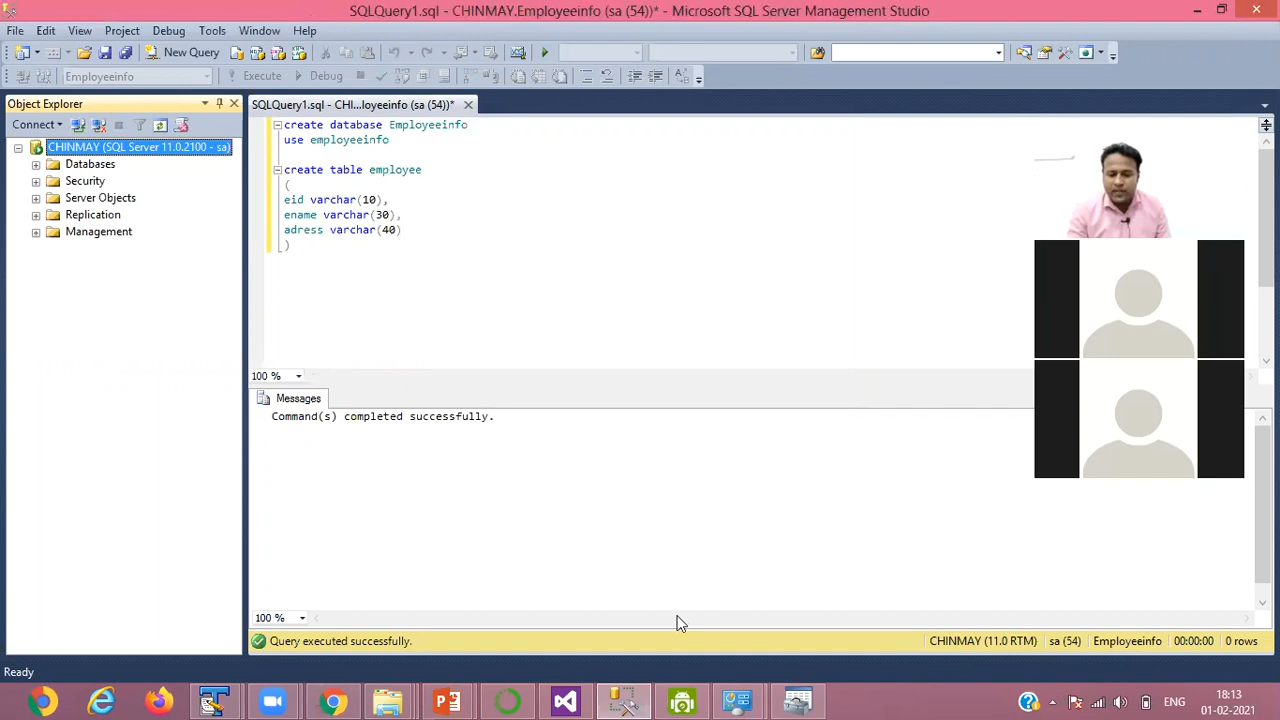 SQLQuery1.sql - CHINMAY.Employeeinfo (sa (54))* - Microsoft SQL Server Management Studio
File Edit View Project Debug Tools Window Help
New Query
Employeeinfo Execute Debug
Object Explorer
SQLQuery1.sql - CHI...loyeeinfo (sa (54))*
Connect
CHINMAY (SQL Server 11.0.2100 - sa)
Databases
Security
Server Objects
Replication
Management
create database Employeeinfo
use employeeinfo
create table employee
(
eid varchar(10),
ename varchar(30),
adress varchar(40)
)
100 %
Messages
Command(s) completed successfully.
100 %
Query executed successfully. CHINMAY (11.0 RTM) sa (54) Employeeinfo 00:00:00 0 rows
Ready
ENG
18:13
01-02-2021